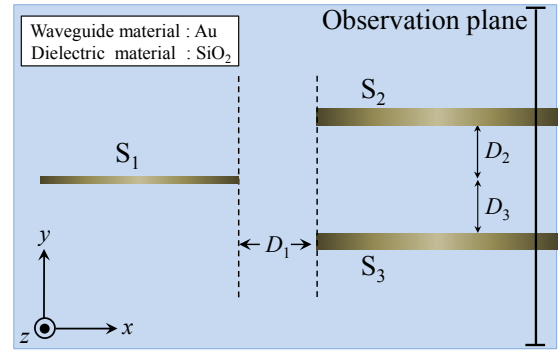 Observation plane
Waveguide material : Au
Dielectric material : SiO₂
S₂
S₁
D₂
D₃
D₁
S₃
y
z
x